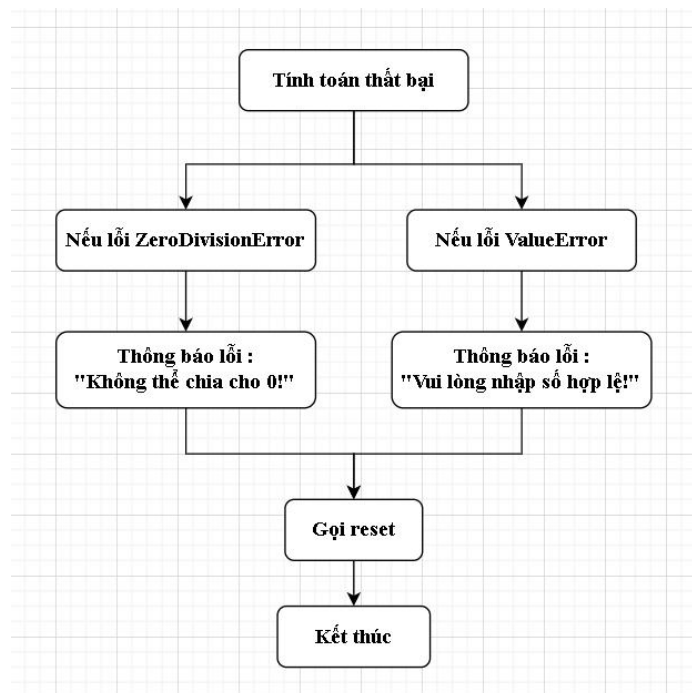 Tính toán thất bại
Nếu lỗi ZeroDivisionError
Nếu lỗi ValueError
Thông báo lỗi :
"Không thể chia cho 0!"
Thông báo lỗi :
"Vui lòng nhập số hợp lệ!"
Gọi reset
Kết thúc